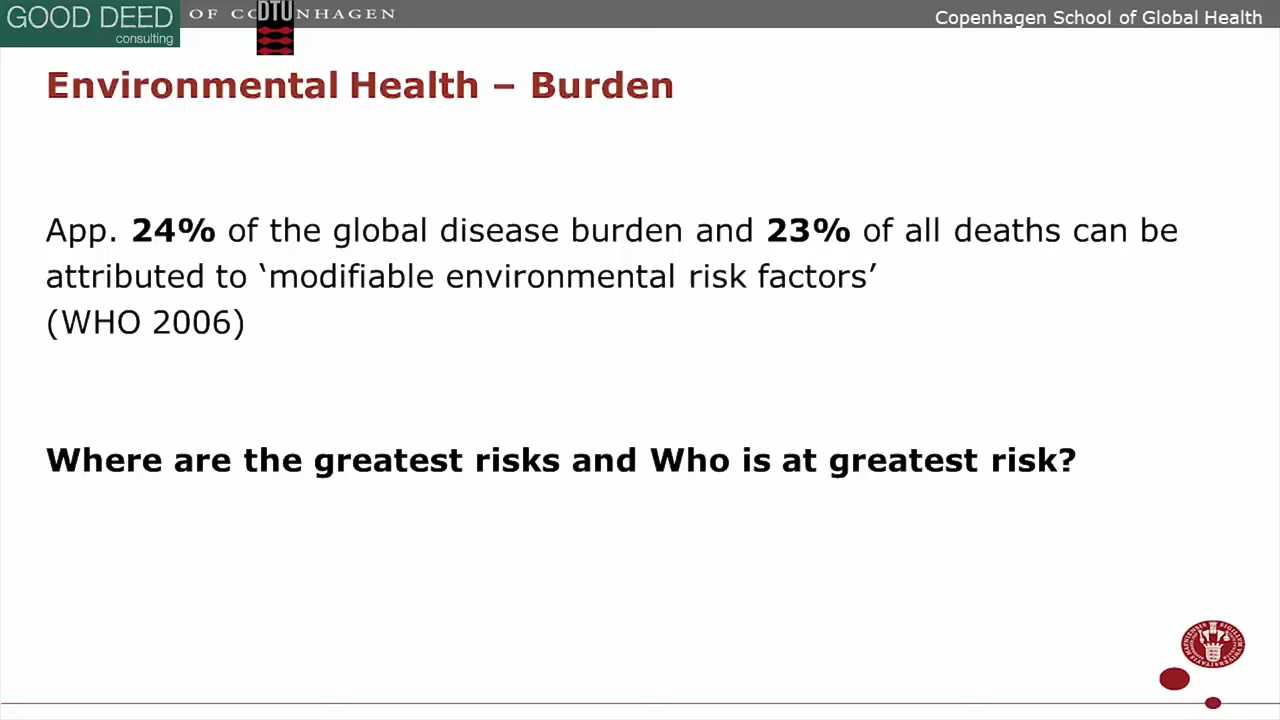 GOOD DEED
consulting
OF CO
DTU
NHAGEN
Copenhagen School of Global Health
Environmental Health – Burden
App. 24% of the global disease burden and 23% of all deaths can be
attributed to ‘modifiable environmental risk factors’
(WHO 2006)
Where are the greatest risks and Who is at greatest risk?